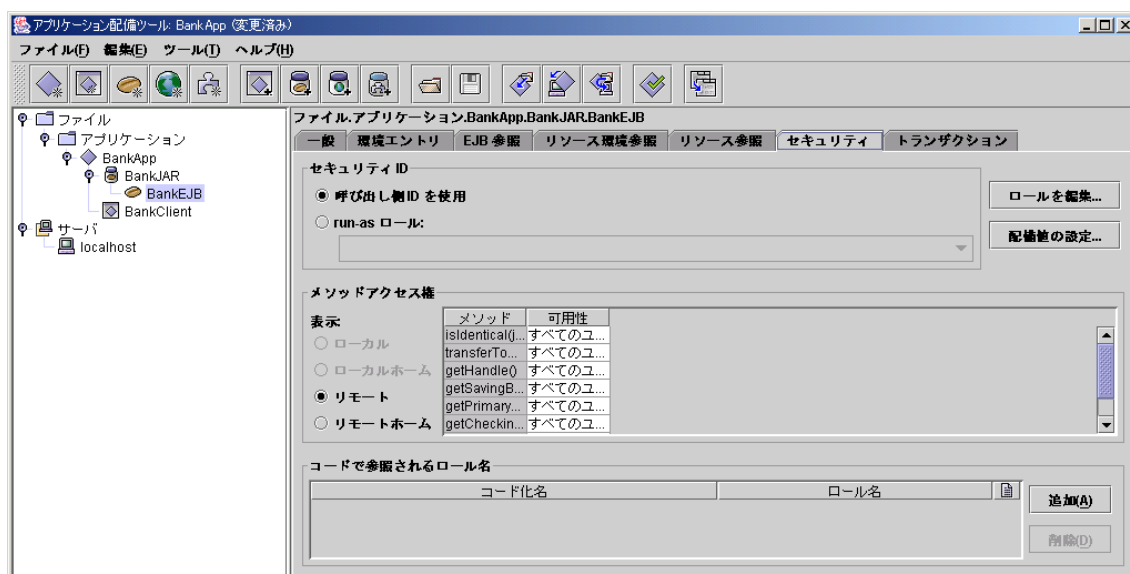 アプリケーション配備ツール: BankApp (変更済み)
ファイル(F) 編集(E) ツール(T) ヘルプ(H)
ファイル
アプリケーション
BankApp
BankJAR
BankEJB
BankClient
サーバ
localhost
ファイル.アプリケーション.BankApp.BankJAR.BankEJB
一般 環境エントリ EJB 参照 リソース環境参照 リソース参照 セキュリティ トランザクション
セキュリティ ID
呼び出し側ID を使用
run-as ロール:
ロールを編集...
配備値の設定...
メソッドアクセス権
表示:
ローカル
ローカルホーム
リモート
リモートホーム
メソッド 可用性
isIdentical(j... すべてのユ...
transferTo... すべてのユ...
getHandle() すべてのユ...
getSavingB... すべてのユ...
getPrimary... すべてのユ...
getCheckin... すべてのユ...
コードで参照されるロール名
コード化名 ロール名
追加(A)
削除(D)